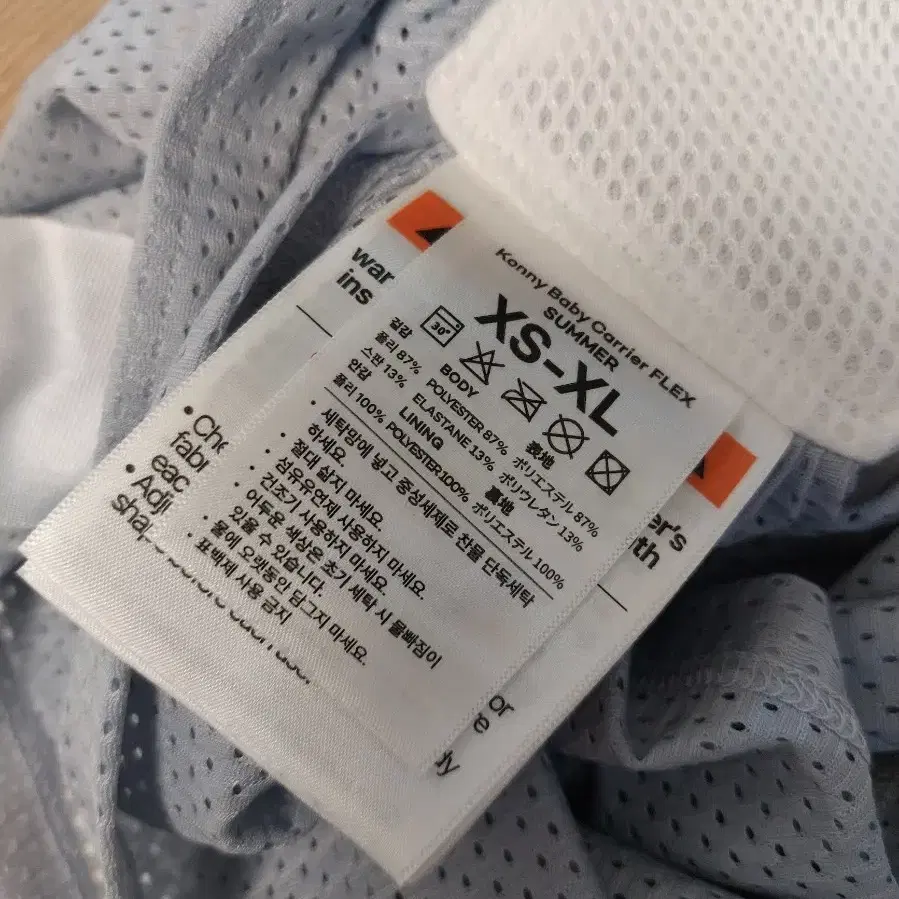 Konny Baby Carrier FLEX
SUMMER
XS-XL
30°
겉감
폴리 87%
스판 13%
안감
폴리 100%
BODY
POLYESTER 87%
ELASTANE 13%
LINING
POLYESTER 100%
表地
ポリエステル 87%
ポリウレタン 13%
裏地
ポリエステル 100%
• 세탁망에 넣고 중성세제로 찬물 단독세탁
하세요.
• 절대 삶지 마세요.
• 섬유유연제 사용하지 마세요.
• 건조기 사용하지 마세요.
• 어두운 색상은 초기 세탁 시 물빠짐이
있을 수 있습니다.
• 물에 오랫동안 담그지 마세요.
• 표백제 사용 금지
war
ins
er's
th
• Che
fabi
eac
• Adj
or
e
ly